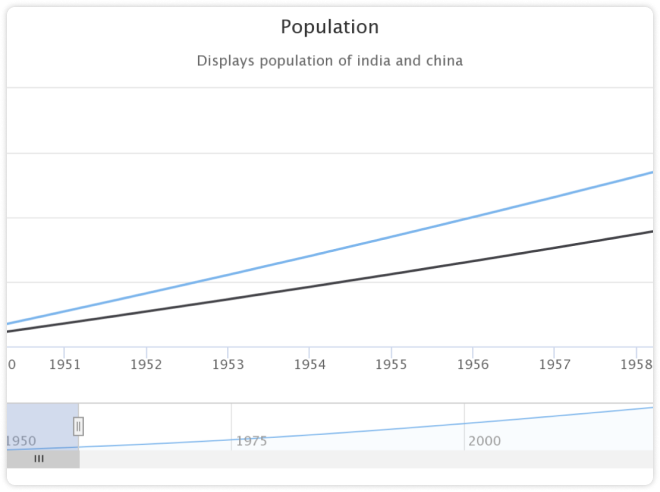 Population
Displays population of india and china
0 1951 1952 1953 1954 1955 1956 1957 1958
1950 1975 2000